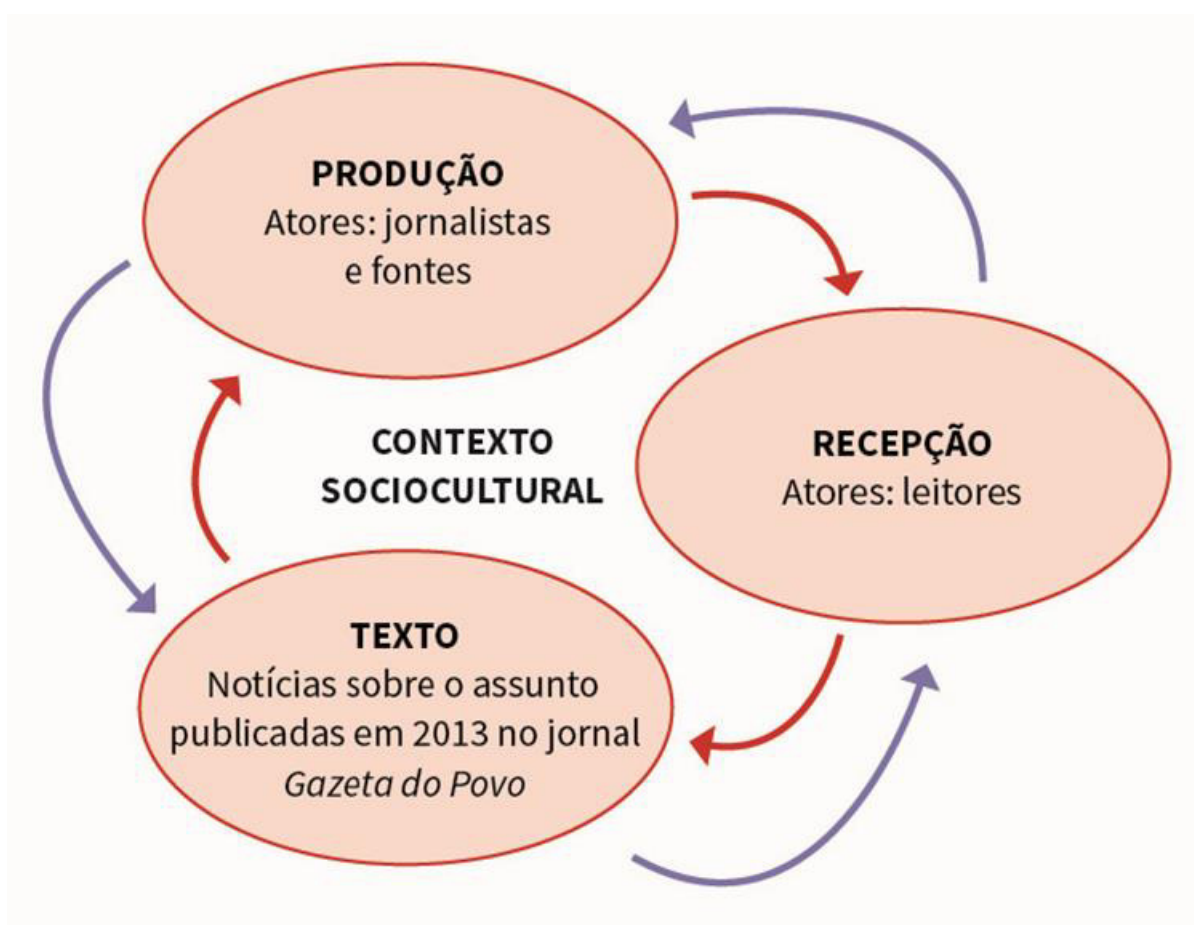 PRODUÇÃO
Atores: jornalistas
e fontes
CONTEXTO
SOCIOCULTURAL
RECEPÇÃO
Atores: leitores
TEXTO
Notícias sobre o assunto
publicadas em 2013 no jornal
Gazeta do Povo